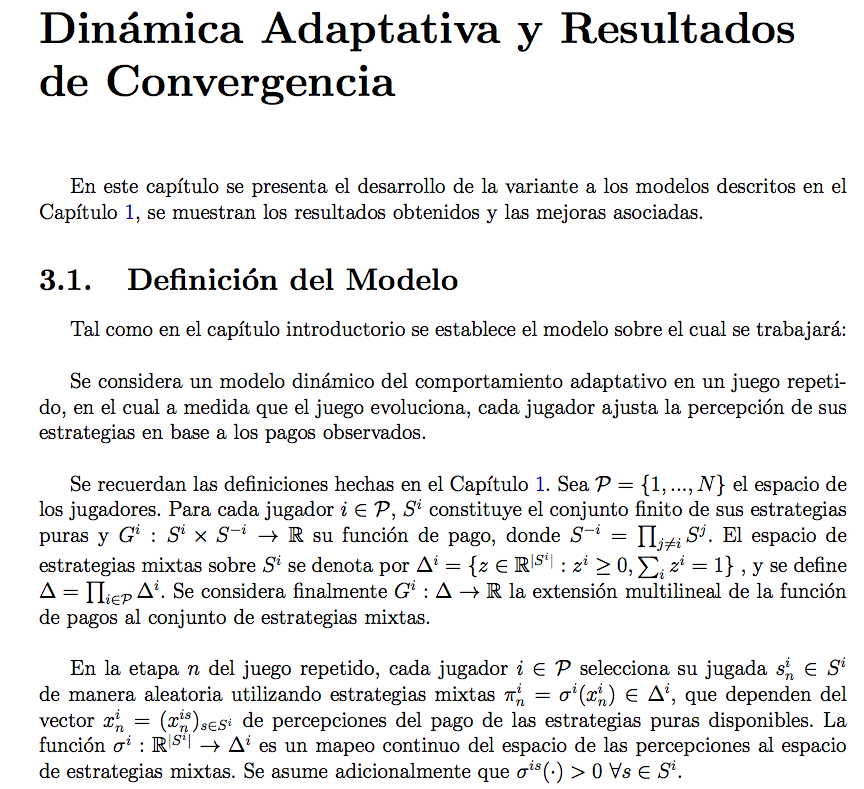 Dinámica Adaptativa y Resultados
de Convergencia
En este capítulo se presenta el desarrollo de la variante a los modelos descritos en el
Capítulo 1, se muestran los resultados obtenidos y las mejoras asociadas.
3.1. Definición del Modelo
Tal como en el capítulo introductorio se establece el modelo sobre el cual se trabajará:
Se considera un modelo dinámico del comportamiento adaptativo en un juego repeti-
do, en el cual a medida que el juego evoluciona, cada jugador ajusta la percepción de sus
estrategias en base a los pagos observados.
Se recuerdan las definiciones hechas en el Capítulo 1. Sea $\mathcal{P} = \{1, ..., N\}$ el espacio de
los jugadores. Para cada jugador $i \in \mathcal{P}$, $S^i$ constituye el conjunto finito de sus estrategias
puras y $G^i : S^i \times S^{-i} \to \mathbb{R}$ su función de pago, donde $S^{-i} = \prod_{j \neq i} S^j$. El espacio de
estrategias mixtas sobre $S^i$ se denota por $\Delta^i = \{z \in \mathbb{R}^{|S^i|} : z^i \geq 0, \sum_i z^i = 1\}$ , y se define
$\Delta = \prod_{i \in \mathcal{P}} \Delta^i$. Se considera finalmente $G^i : \Delta \to \mathbb{R}$ la extensión multilineal de la función
de pagos al conjunto de estrategias mixtas.
En la etapa $n$ del juego repetido, cada jugador $i \in \mathcal{P}$ selecciona su jugada $s^i_n \in S^i$
de manera aleatoria utilizando estrategias mixtas $\pi^i_n = \sigma^i(x^i_n) \in \Delta^i$, que dependen del
vector $x^i_n = (x^{is}_n)_{s \in S^i}$ de percepciones del pago de las estrategias puras disponibles. La
función $\sigma^i : \mathbb{R}^{|S^i|} \to \Delta^i$ es un mapeo continuo del espacio de las percepciones al espacio
de estrategias mixtas. Se asume adicionalmente que $\sigma^{is}(\cdot) > 0 \ \forall s \in S^i$.